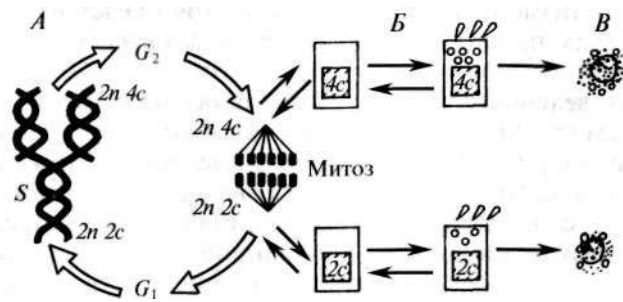 А Б В
G2
2n 4c 4c 4c
2n 4c
S Митоз
2n 2c
2n 2c
2c 2c
G1